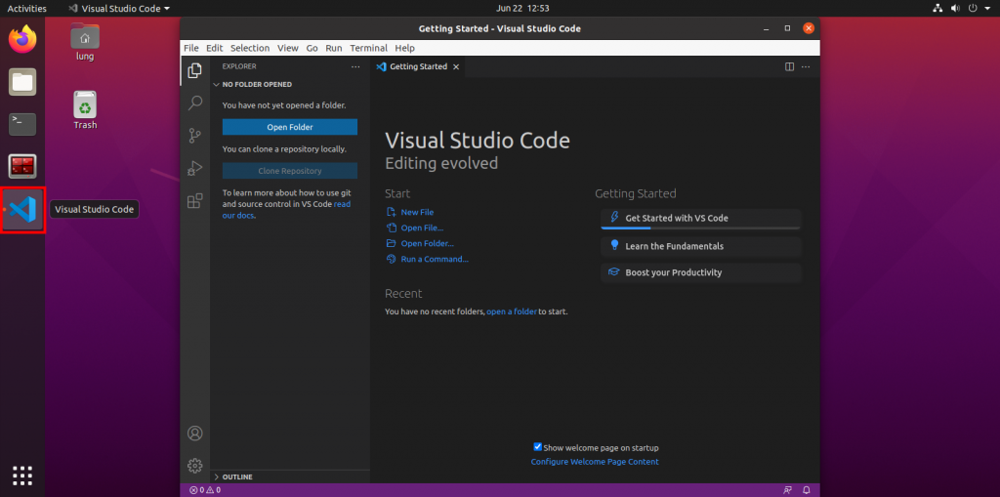 Activities
Visual Studio Code
Jun 22 12:53
lung
Trash
Visual Studio Code
Getting Started - Visual Studio Code
File Edit Selection View Go Run Terminal Help
EXPLORER
NO FOLDER OPENED
You have not yet opened a folder.
Open Folder
You can clone a repository locally.
Clone Repository
To learn more about how to use git
and source control in VS Code read
our docs.
OUTLINE
Getting Started
Visual Studio Code
Editing evolved
Start
New File
Open File...
Open Folder...
Run a Command...
Recent
You have no recent folders, open a folder to start.
Getting Started
Get Started with VS Code
Learn the Fundamentals
Boost your Productivity
Show welcome page on startup
Configure Welcome Page Content
0 0